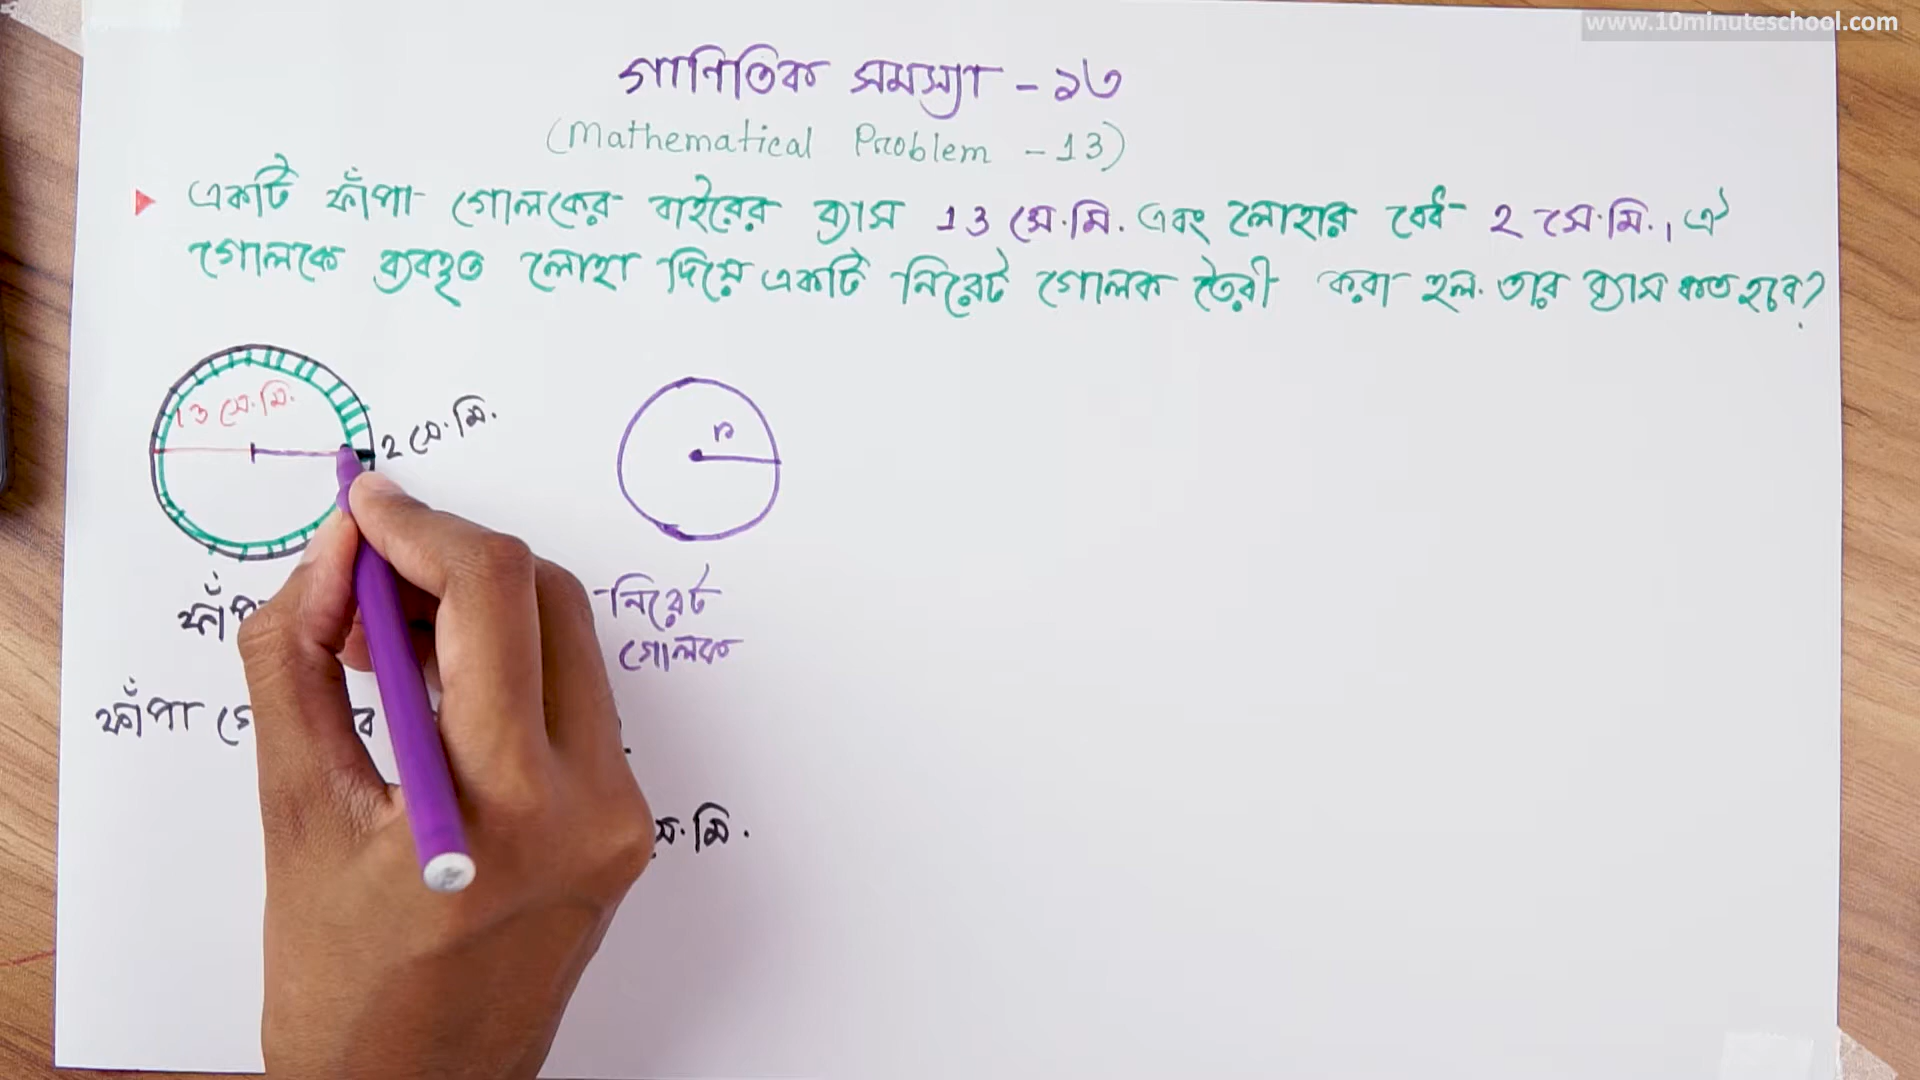 www.10minuteschool.com
গাণিতিক সমস্যা - ১৩
(Mathematical Problem - 13)
একটি ফাঁপা গোলকের বাইরের ব্যাস 13 সে.মি. এবং লোহার বেধ 2 সে.মি., ঐ
গোলকে ব্যবহৃত লোহা দিয়ে একটি নিরেট গোলক তৈরী করা হল. তার ব্যাস কত হবে?
13 সে.মি.
2 সে.মি.
r
নিরেট
গোলক
ফাঁপা